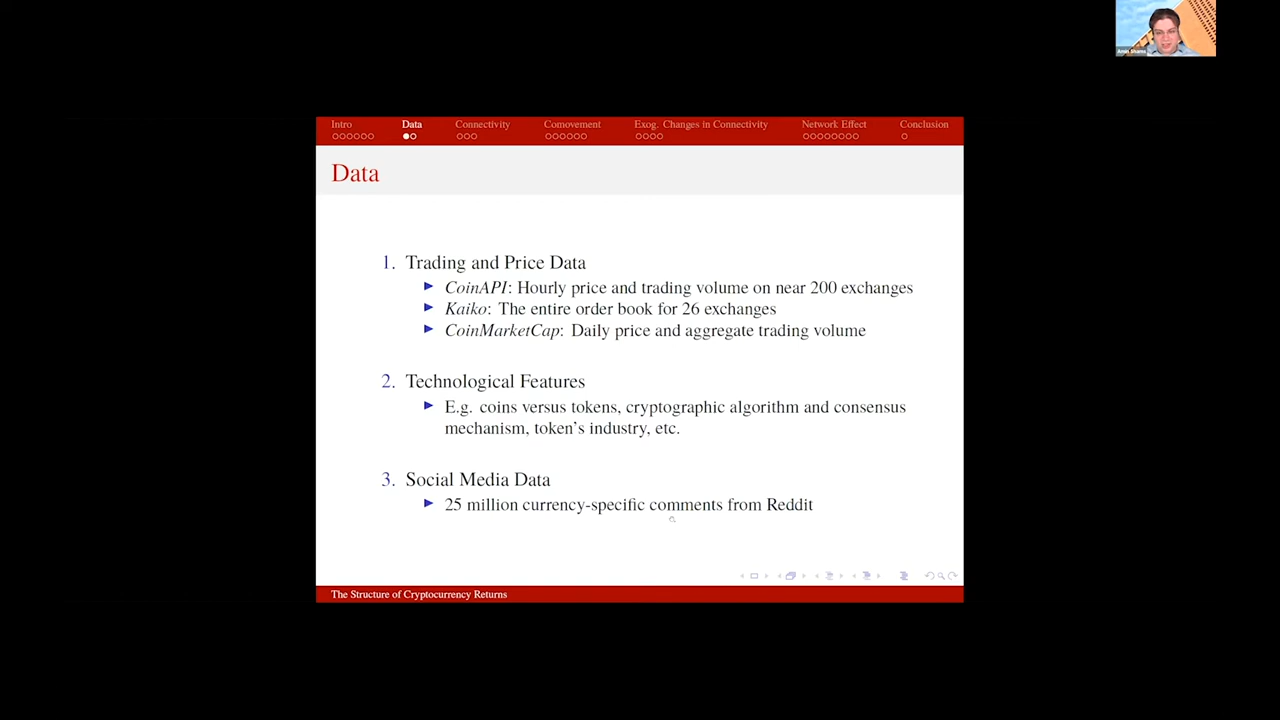 Amin Shams
Intro Data Connectivity Comovement Exog. Changes in Connectivity Network Effect Conclusion
Data
1. Trading and Price Data
CoinAPI: Hourly price and trading volume on near 200 exchanges
Kaiko: The entire order book for 26 exchanges
CoinMarketCap: Daily price and aggregate trading volume
2. Technological Features
E.g. coins versus tokens, cryptographic algorithm and consensus
mechanism, token's industry, etc.
3. Social Media Data
25 million currency-specific comments from Reddit
The Structure of Cryptocurrency Returns